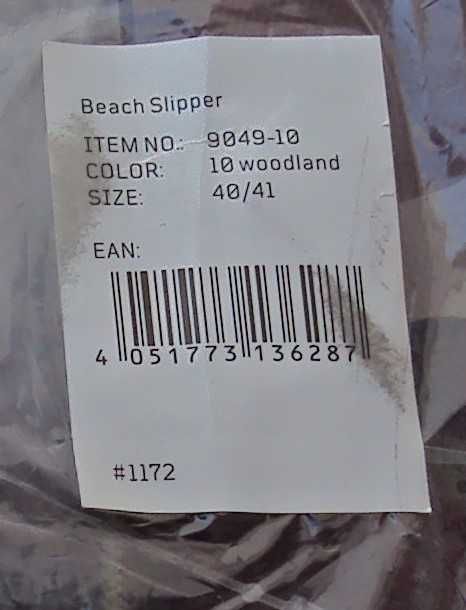 Beach Slipper
ITEM NO.: 9049-10
COLOR: 10 woodland
SIZE: 40/41
EAN:
4 051773 136287
#1172